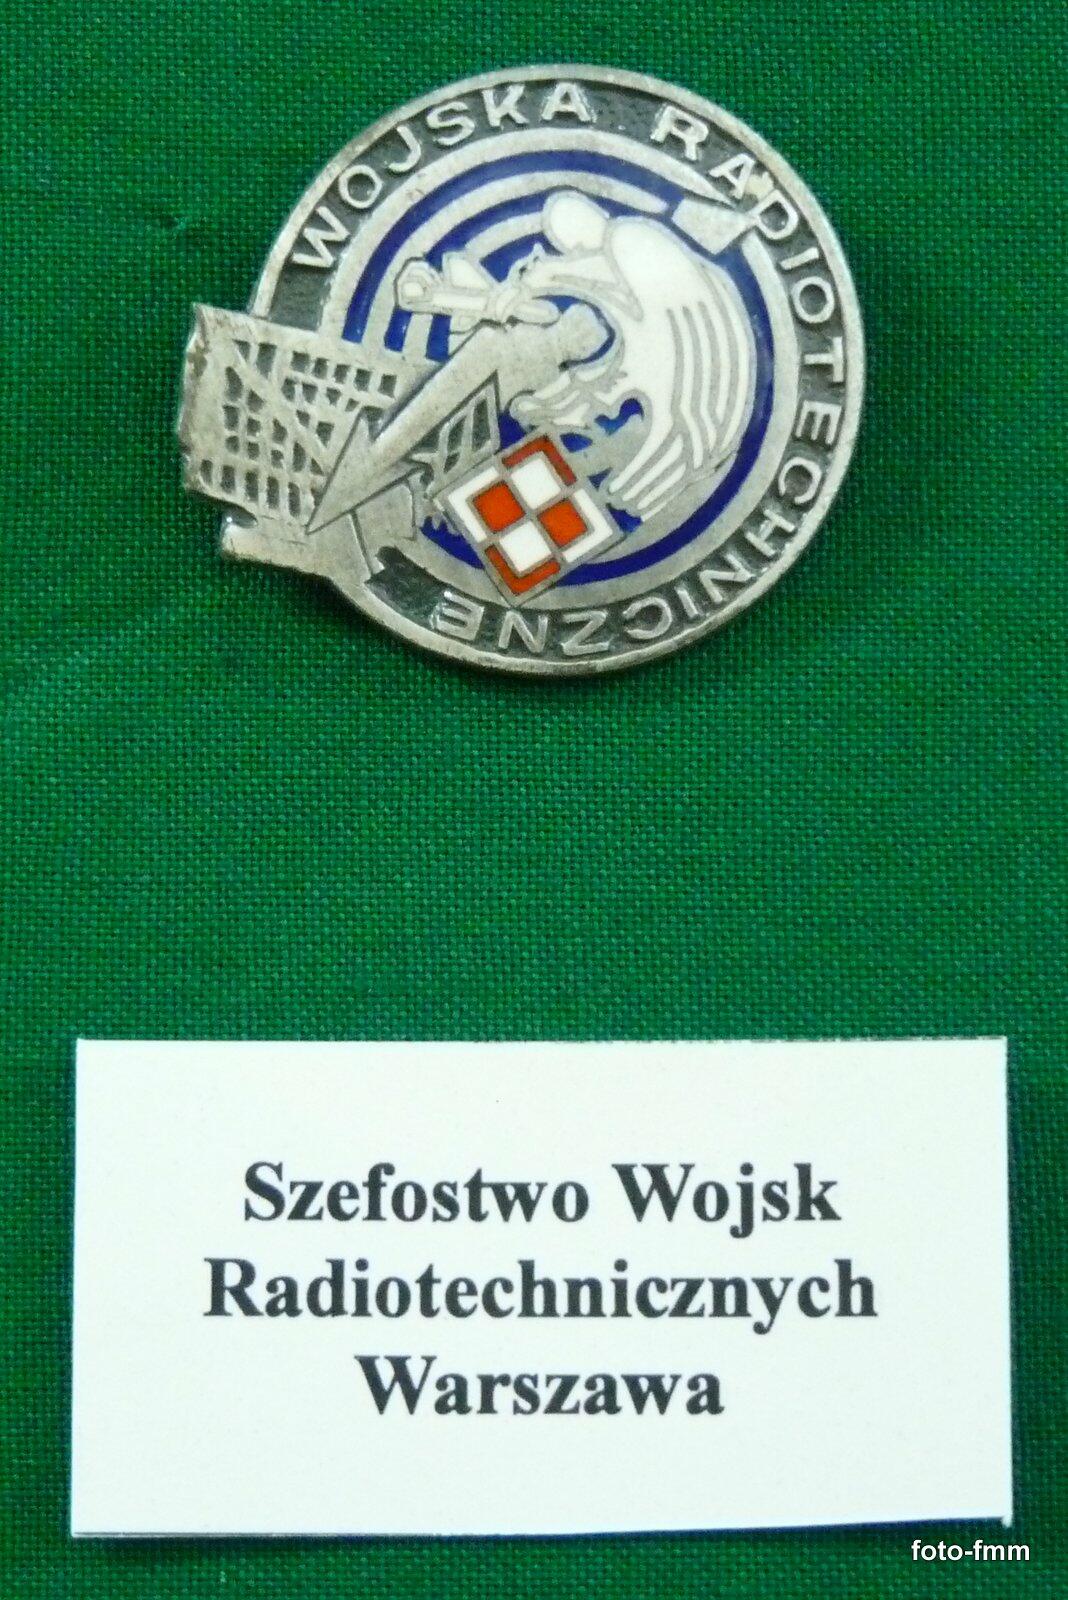 WOJSKA RADIOTECHNICZNE
Szefostwo Wojsk
Radiotechnicznych
Warszawa
foto-fmm